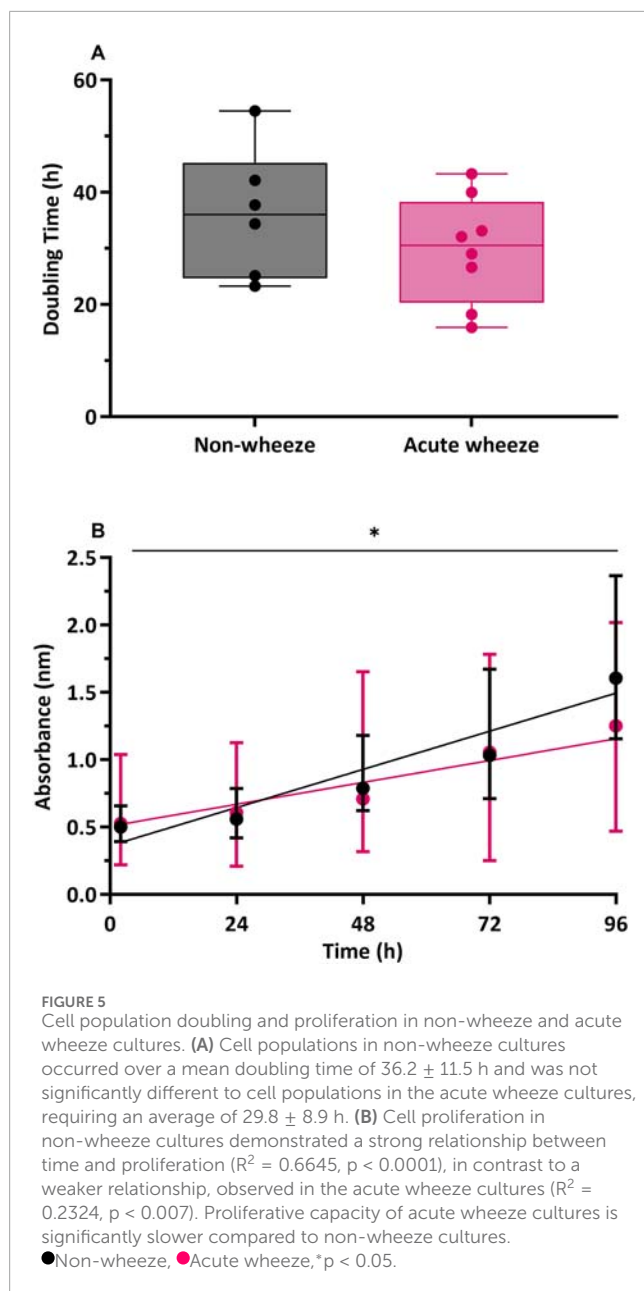 A
60
40
20
0
Doubling Time (h)
Non-wheeze
Acute wheeze
B
*
2.5
2.0
1.5
1.0
0.5
0.0
Absorbance (nm)
0
24
48
72
96
Time (h)
FIGURE 5
Cell population doubling and proliferation in non-wheeze and acute
wheeze cultures. (A) Cell populations in non-wheeze cultures
occurred over a mean doubling time of 36.2 ± 11.5 h and was not
significantly different to cell populations in the acute wheeze cultures,
requiring an average of 29.8 ± 8.9 h. (B) Cell proliferation in
non-wheeze cultures demonstrated a strong relationship between
time and proliferation (R² = 0.6645, p < 0.0001), in contrast to a
weaker relationship, observed in the acute wheeze cultures (R² =
0.2324, p < 0.007). Proliferative capacity of acute wheeze cultures is
significantly slower compared to non-wheeze cultures.
●Non-wheeze, ●Acute wheeze,*p < 0.05.